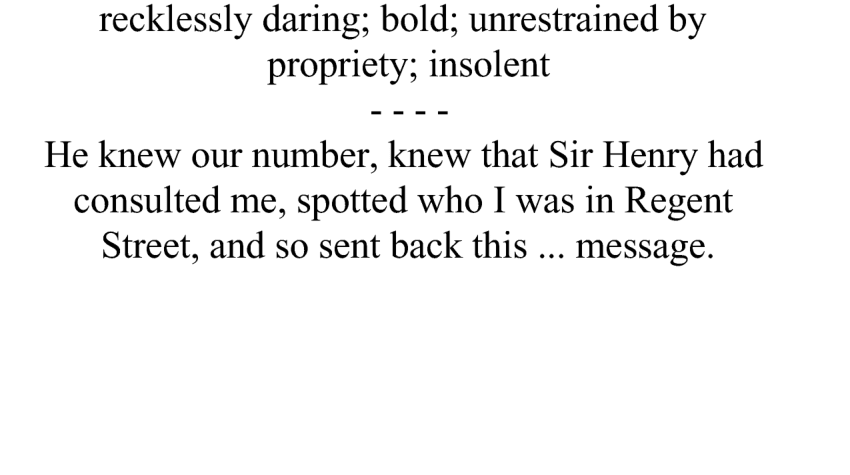 recklessly daring; bold; unrestrained by
propriety; insolent
- - - -
He knew our number, knew that Sir Henry had
consulted me, spotted who I was in Regent
Street, and so sent back this ... message.